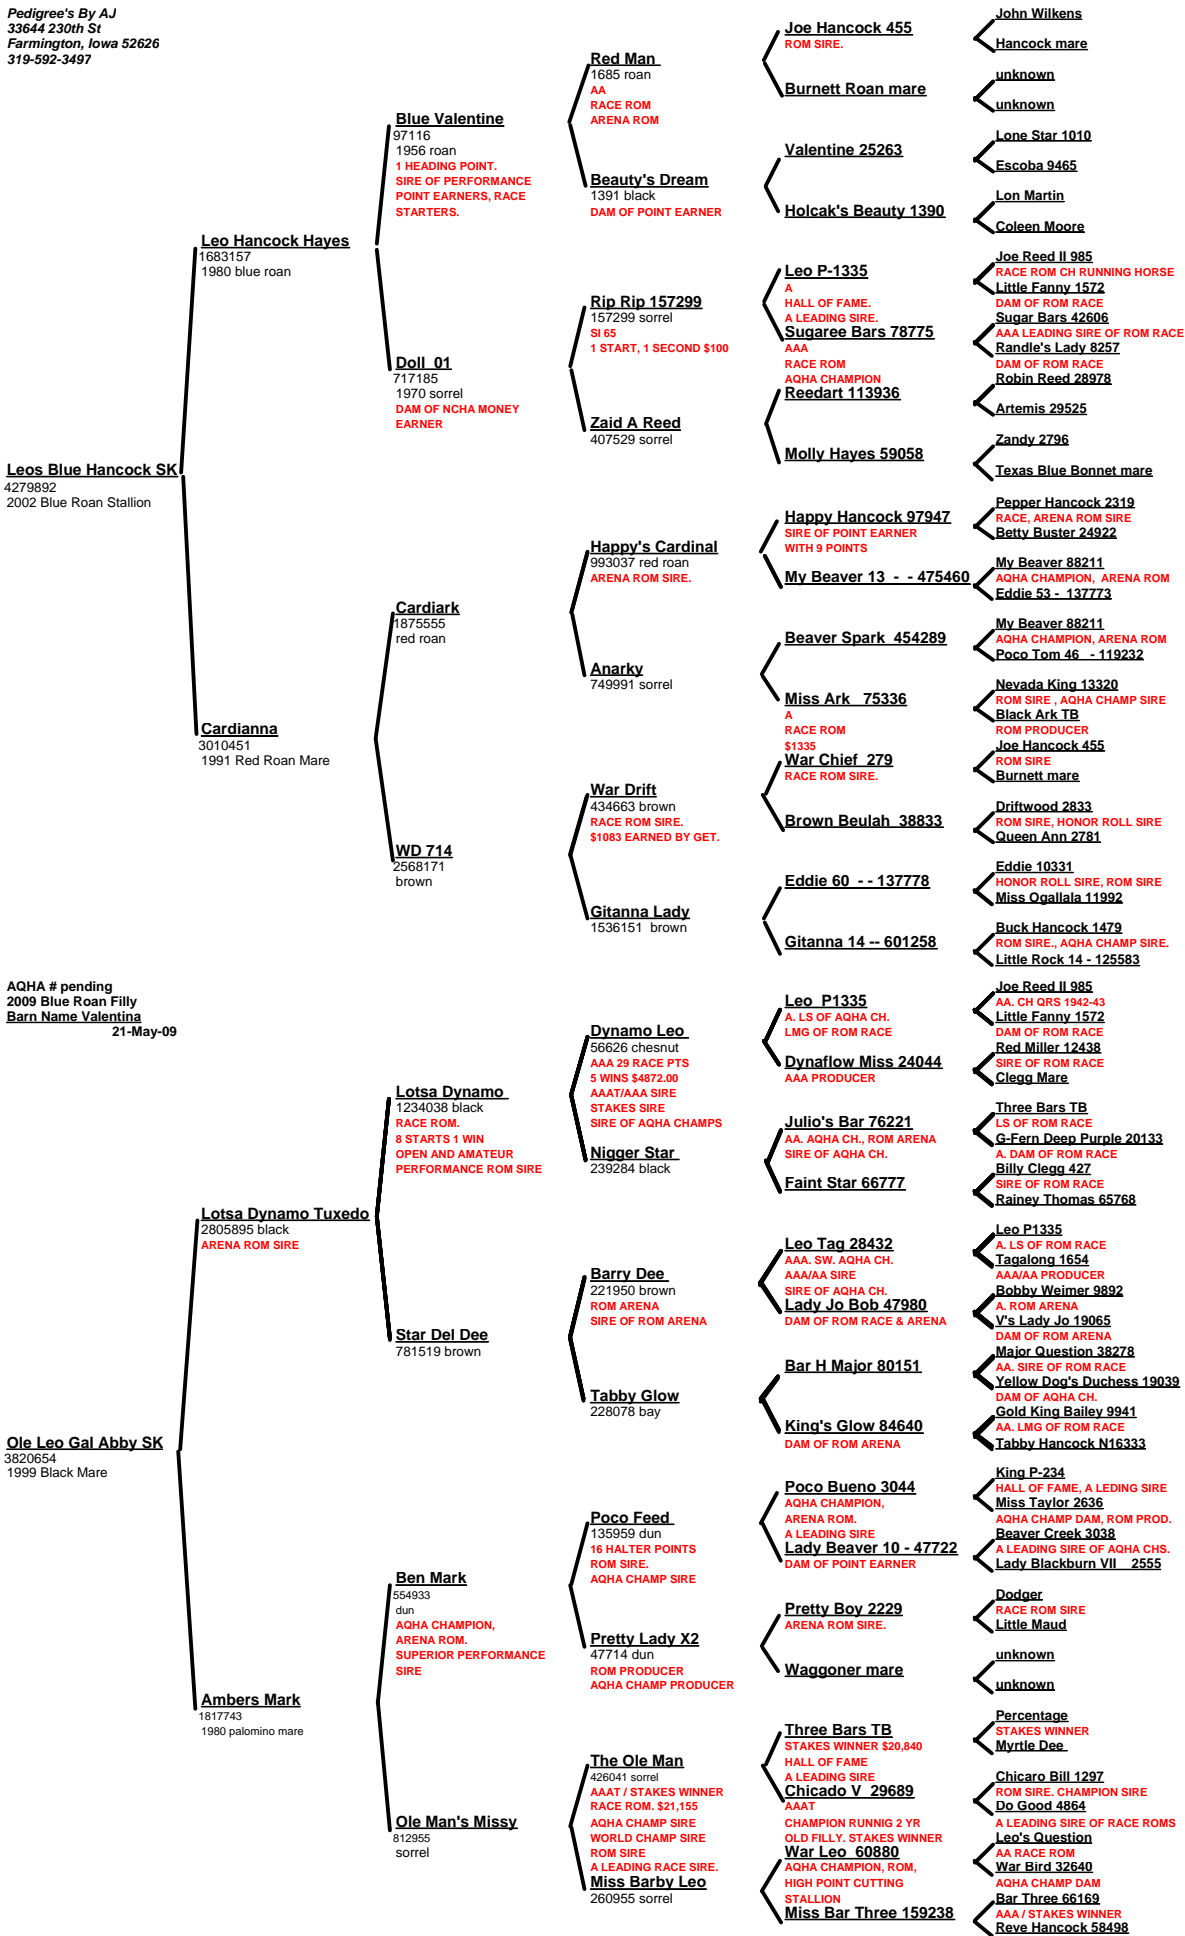 Pedigree's By AJ
33644 230th St
Farmington, Iowa 52626
319-592-3497
Leos Blue Hancock SK
4279892
2002 Blue Roan Stallion
AQHA # pending
2009 Blue Roan Filly
Barn Name Valentina
21-May-09
Ole Leo Gal Abby SK
3820654
1999 Black Mare
Leo Hancock Hayes
1683157
1980 blue roan
Cardianna
3010451
1991 Red Roan Mare
Lotsa Dynamo Tuxedo
2805895 black
ARENA ROM SIRE
Ambers Mark
1817743
1980 palomino mare
Blue Valentine
97116
1956 roan
1 HEADING POINT.
SIRE OF PERFORMANCE
POINT EARNERS, RACE
STARTERS.
Doll 01
717185
1970 sorrel
DAM OF NCHA MONEY
EARNER
Cardiark
1875555
red roan
WD 714
2568171
brown
Lotsa Dynamo
1234038 black
RACE ROM.
8 STARTS 1 WIN
OPEN AND AMATEUR
PERFORMANCE ROM SIRE
Star Del Dee
781519 brown
Ben Mark
554933
dun
AQHA CHAMPION,
ARENA ROM.
SUPERIOR PERFORMANCE
SIRE
Ole Man's Missy
812955
sorrel
Red Man
1685 roan
AA
RACE ROM
ARENA ROM
Beauty's Dream
1391 black
DAM OF POINT EARNER
Rip Rip 157299
157299 sorrel
SI 65
1 START, 1 SECOND $100
Zaid A Reed
407529 sorrel
Happy's Cardinal
993037 red roan
ARENA ROM SIRE.
Anarky
749991 sorrel
War Drift
434663 brown
RACE ROM SIRE.
$1083 EARNED BY GET.
Gitanna Lady
1536151 brown
Dynamo Leo
56626 chesnut
AAA 29 RACE PTS
5 WINS $4872.00
AAAT/AAA SIRE
STAKES SIRE
SIRE OF AQHA CHAMPS
Nigger Star
239284 black
Barry Dee
221950 brown
ROM ARENA
SIRE OF ROM ARENA
Tabby Glow
228078 bay
Poco Feed
135959 dun
16 HALTER POINTS
ROM SIRE.
AQHA CHAMP SIRE
Pretty Lady X2
47714 dun
ROM PRODUCER
AQHA CHAMP PRODUCER
The Ole Man
426041 sorrel
AAAT / STAKES WINNER
RACE ROM. $21,155
AQHA CHAMP SIRE
WORLD CHAMP SIRE
ROM SIRE
A LEADING RACE SIRE.
Miss Barby Leo
260955 sorrel
Joe Hancock 455
ROM SIRE.
Burnett Roan mare
Valentine 25263
Holcak's Beauty 1390
Leo P-1335
A
HALL OF FAME.
A LEADING SIRE.
Sugaree Bars 78775
AAA
RACE ROM
AQHA CHAMPION
Reedart 113936
Molly Hayes 59058
Happy Hancock 97947
SIRE OF POINT EARNER
WITH 9 POINTS
My Beaver 13 - - 475460
Beaver Spark 454289
Miss Ark 75336
A
RACE ROM
$1335
War Chief 279
RACE ROM SIRE.
Brown Beulah 38833
Eddie 60 - - 137778
Gitanna 14 -- 601258
Leo P1335
A. LS OF AQHA CH.
LMG OF ROM RACE
Dynaflow Miss 24044
AAA PRODUCER
Julio's Bar 76221
AA. AQHA CH., ROM ARENA
SIRE OF AQHA CH.
Faint Star 66777
Leo Tag 28432
AAA. SW. AQHA CH.
AAA/AA SIRE
SIRE OF AQHA CH.
Lady Jo Bob 47980
DAM OF ROM RACE & ARENA
Bar H Major 80151
King's Glow 84640
DAM OF ROM ARENA
Poco Bueno 3044
AQHA CHAMPION,
ARENA ROM.
A LEADING SIRE
Lady Beaver 10 - 47722
DAM OF POINT EARNER
Pretty Boy 2229
ARENA ROM SIRE.
Waggoner mare
Three Bars TB
STAKES WINNER $20,840
HALL OF FAME
A LEADING SIRE
Chicado V 29689
AAAT
CHAMPION RUNNIG 2 YR
OLD FILLY. STAKES WINNER
War Leo 60880
AQHA CHAMPION, ROM,
HIGH POINT CUTTING
STALLION
Miss Bar Three 159238
John Wilkens
Hancock mare
unknown
unknown
Lone Star 1010
Escoba 9465
Lon Martin
Coleen Moore
Joe Reed II 985
RACE ROM CH RUNNING HORSE
Little Fanny 1572
DAM OF ROM RACE
Sugar Bars 42606
AAA LEADING SIRE OF ROM RACE
Randle's Lady 8257
DAM OF ROM RACE
Robin Reed 28978
Artemis 29525
Zandy 2796
Texas Blue Bonnet mare
Pepper Hancock 2319
RACE, ARENA ROM SIRE
Betty Buster 24922
My Beaver 88211
AQHA CHAMPION, ARENA ROM
Eddie 53 - 137773
My Beaver 88211
AQHA CHAMPION, ARENA ROM
Poco Tom 46 - 119232
Nevada King 13320
ROM SIRE , AQHA CHAMP SIRE
Black Ark TB
ROM PRODUCER
Joe Hancock 455
ROM SIRE
Burnett mare
Driftwood 2833
ROM SIRE, HONOR ROLL SIRE
Queen Ann 2781
Eddie 10331
HONOR ROLL SIRE, ROM SIRE
Miss Ogallala 11992
Buck Hancock 1479
ROM SIRE., AQHA CHAMP SIRE.
Little Rock 14 - 125583
Joe Reed II 985
AA. CH QRS 1942-43
Little Fanny 1572
DAM OF ROM RACE
Red Miller 12438
SIRE OF ROM RACE
Clegg Mare
Three Bars TB
LS OF ROM RACE
G-Fern Deep Purple 20133
A. DAM OF ROM RACE
Billy Clegg 427
SIRE OF ROM RACE
Rainey Thomas 65768
Leo P1335
A. LS OF ROM RACE
Tagalong 1654
AAA/AA PRODUCER
Bobby Weimer 9892
A. ROM ARENA
V's Lady Jo 19065
DAM OF ROM ARENA
Major Question 38278
AA. SIRE OF ROM RACE
Yellow Dog's Duchess 19039
DAM OF AQHA CH.
Gold King Bailey 9941
AA. LMG OF ROM RACE
Tabby Hancock N16333
King P-234
HALL OF FAME, A LEDING SIRE
Miss Taylor 2636
AQHA CHAMP DAM, ROM PROD.
Beaver Creek 3038
A LEADING SIRE OF AQHA CHS.
Lady Blackburn VII 2555
Dodger
RACE ROM SIRE
Little Maud
unknown
unknown
Percentage
STAKES WINNER
Myrtle Dee
Chicaro Bill 1297
ROM SIRE. CHAMPION SIRE
Do Good 4864
A LEADING SIRE OF RACE ROMS
Leo's Question
AA RACE ROM
War Bird 32640
AQHA CHAMP DAM
Bar Three 66169
AAA / STAKES WINNER
Reve Hancock 58498